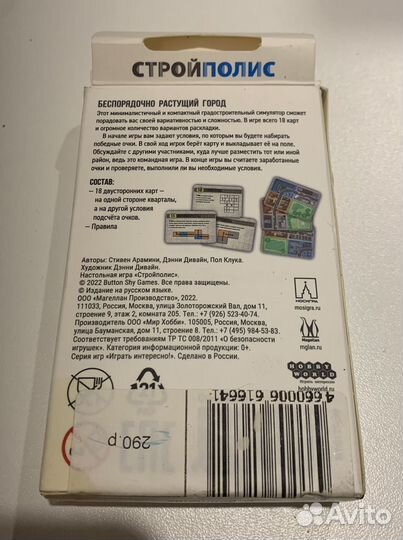 СТРОЙПОЛИС
БЕСПОРЯДОЧНО РАСТУЩИЙ ГОРОД
Этот минималистичный и компактный градостроительный симулятор сможет
порадовать вас своей вариативностью и сложностью. В игре всего 18 карт
и огромное количество вариантов раскладки.
В начале игры вам задают условия, по которым вы будете набирать
победные очки. В свой ход игрок берёт карту и выкладывает её на поле.
Обсуждайте с другими участниками, куда лучше разместить тот или иной
район, ведь это командная игра. В конце игры вы считаете заработанные
очки и проверяете, выполнили ли вы необходимые условия.
СОСТАВ:
– 18 двусторонних карт –
на одной стороне кварталы,
а на другой условия
подсчёта очков.
– Правила
Авторы: Стивен Арамини, Дэнни Дивайн, Пол Клука.
Художник Дэнни Дивайн.
Настольная игра «Стройполис».
© 2022 Button Shy Games.
© Издание на русском языке.
© ООО «Магеллан Производство», 2022.
111033, Россия, Москва, улица Золоторожский Вал, дом 11,
строение 9, этаж 2, комната 205. Тел.: +7 (926) 523-40-74.
Производитель ООО «Мир Хобби». 105005, Россия, Москва, улица
Бауманская, дом 11, строение 8. Тел.: +7 (495) 984-53-83.
Соответствует требованиям ТР ТС 008/2011 «О безопасности
игрушек». Категория информационной продукции: 0+.
Серия игр «Играть интересно!». Сделано в России.
МОСИГРА
mosigra.ru
Магеллан
mglan.ru
HOBBY
WORLD
Играть интересно
hobbyworld.ru
290.р
4 660006 616641
Avito